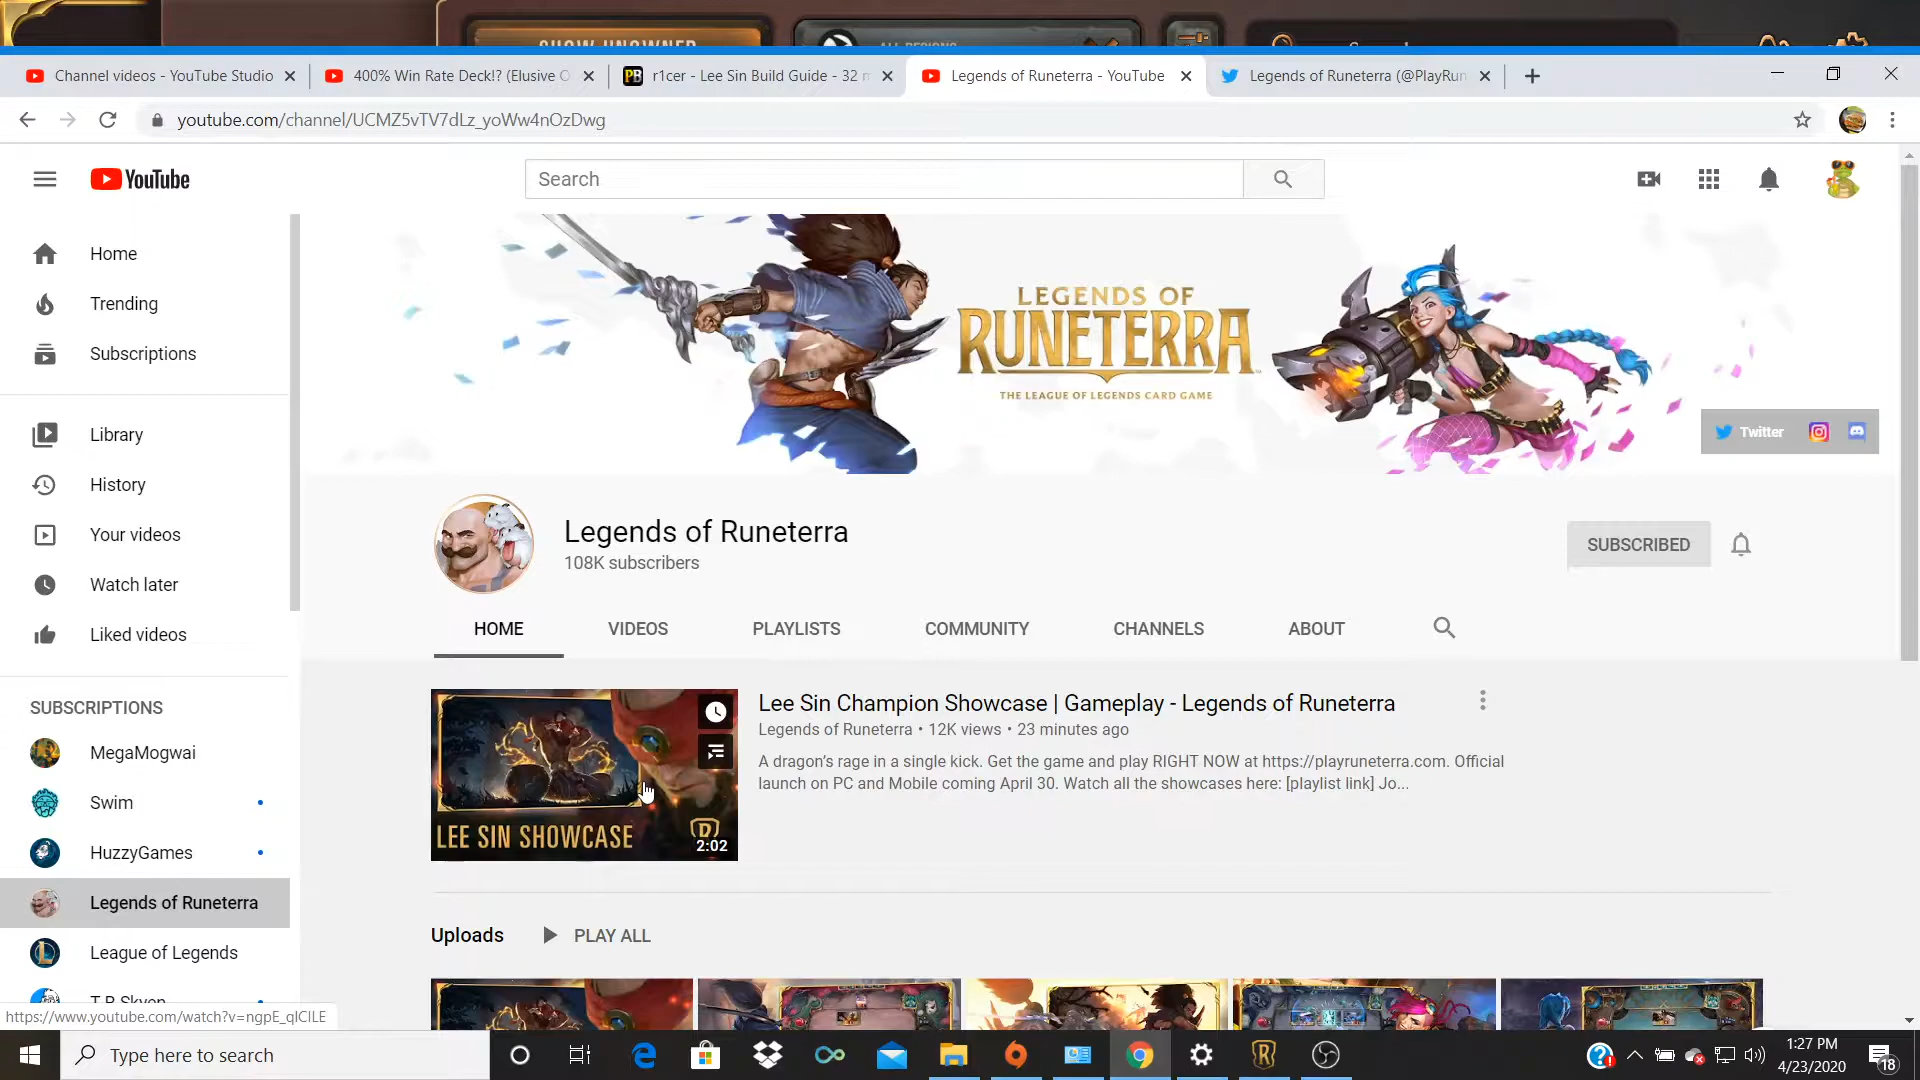 Channel videos - YouTube Studio
400% Win Rate Deck!? (Elusive O
r1cer - Lee Sin Build Guide - 32 m
Legends of Runeterra - YouTube
Legends of Runeterra (@PlayRun
youtube.com/channel/UCMZ5vTV7dLz_yoWw4nOzDwg
YouTube
Search
Home
Trending
Subscriptions
Library
History
Your videos
Watch later
Liked videos
SUBSCRIPTIONS
MegaMogwai
Swim
HuzzyGames
Legends of Runeterra
League of Legends
https://www.youtube.com/watch?v=ngpE_qlCILE
LEGENDS OF
RUNETERRA
THE LEAGUE OF LEGENDS CARD GAME
Twitter
Legends of Runeterra
108K subscribers
SUBSCRIBED
HOME
VIDEOS
PLAYLISTS
COMMUNITY
CHANNELS
ABOUT
LEE SIN SHOWCASE
2:02
Lee Sin Champion Showcase | Gameplay - Legends of Runeterra
Legends of Runeterra • 12K views • 23 minutes ago
A dragon's rage in a single kick. Get the game and play RIGHT NOW at https://playruneterra.com. Official
launch on PC and Mobile coming April 30. Watch all the showcases here: [playlist link] Jo...
Uploads
PLAY ALL
Type here to search
1:27 PM
4/23/2020
18